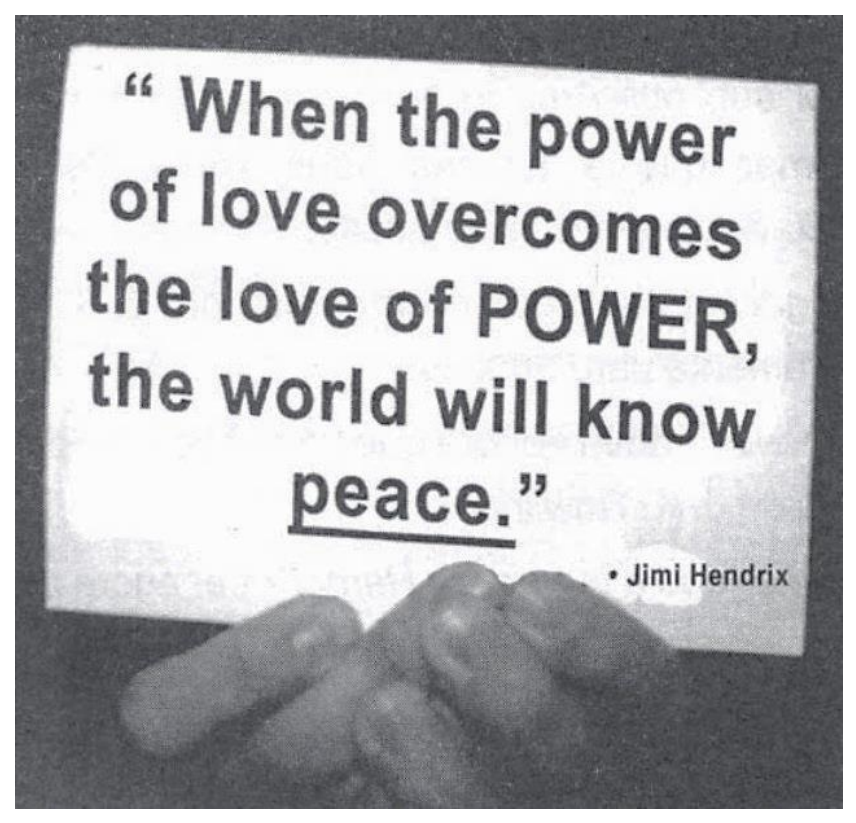 “ When the power
of love overcomes
the love of POWER,
the world will know
peace.”
• Jimi Hendrix